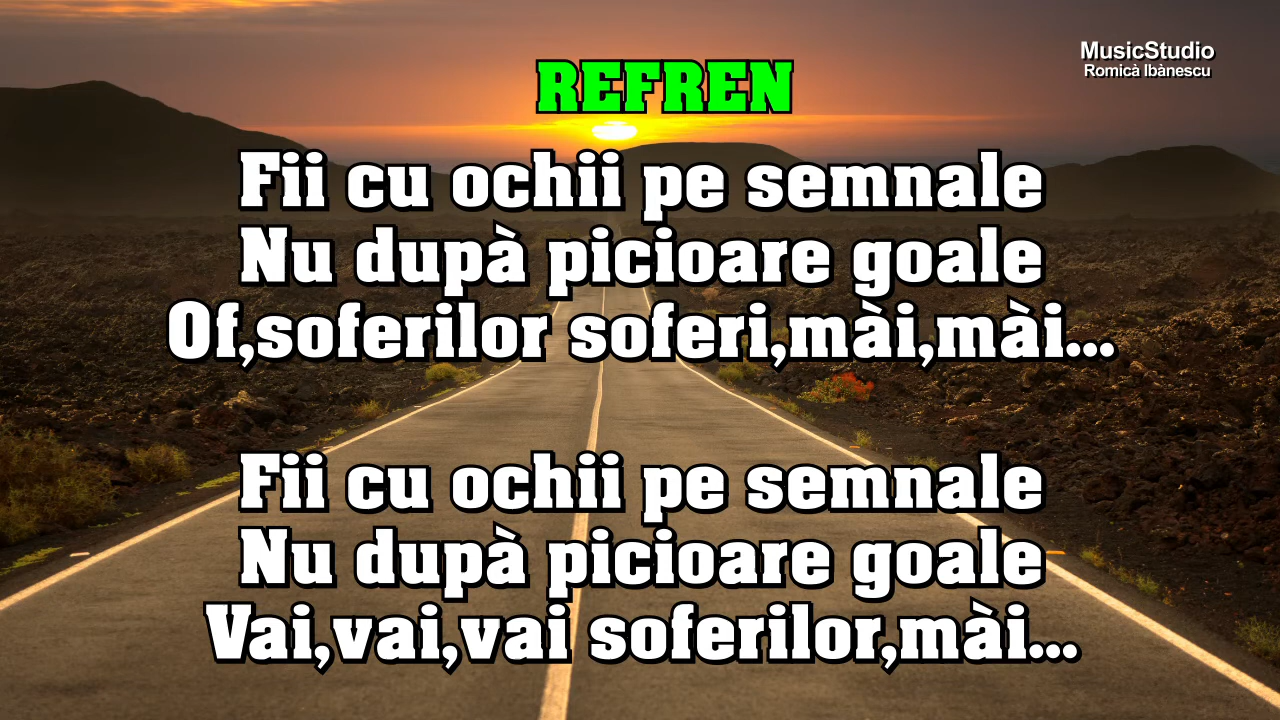 MusicStudio
Romicà Ibànescu
REFREN
Fii cu ochii pe semnale
Nu dupà picioare goale
Of,soferilor soferi,mài,mài...
Fii cu ochii pe semnale
Nu dupà picioare goale
Vai,vai,vai soferilor,mài...